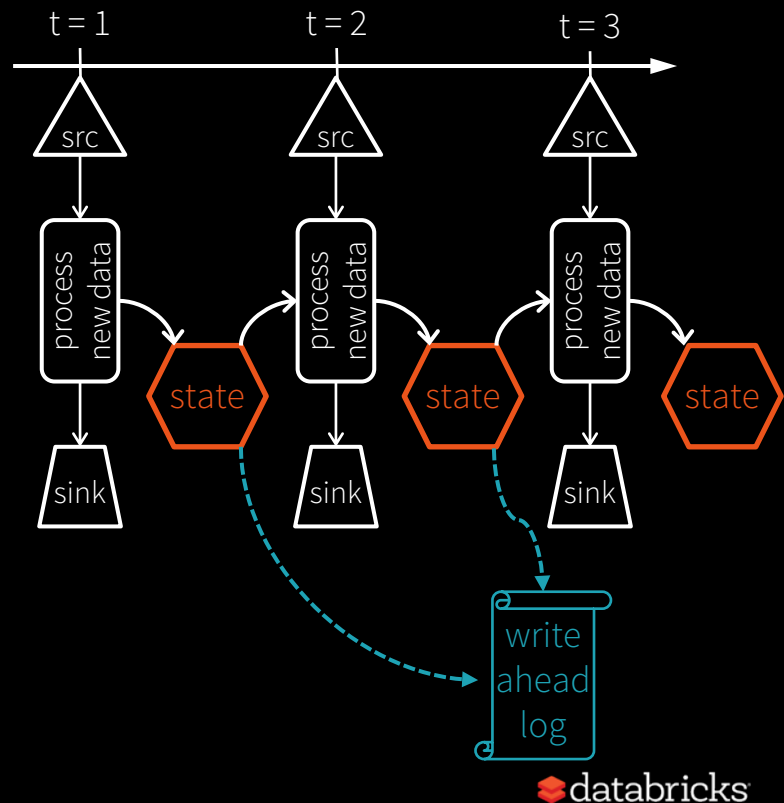 t = 1
t = 2
t = 3
src
src
src
process
new data
process
new data
process
new data
state
state
state
sink
sink
sink
write
ahead
log
databricks